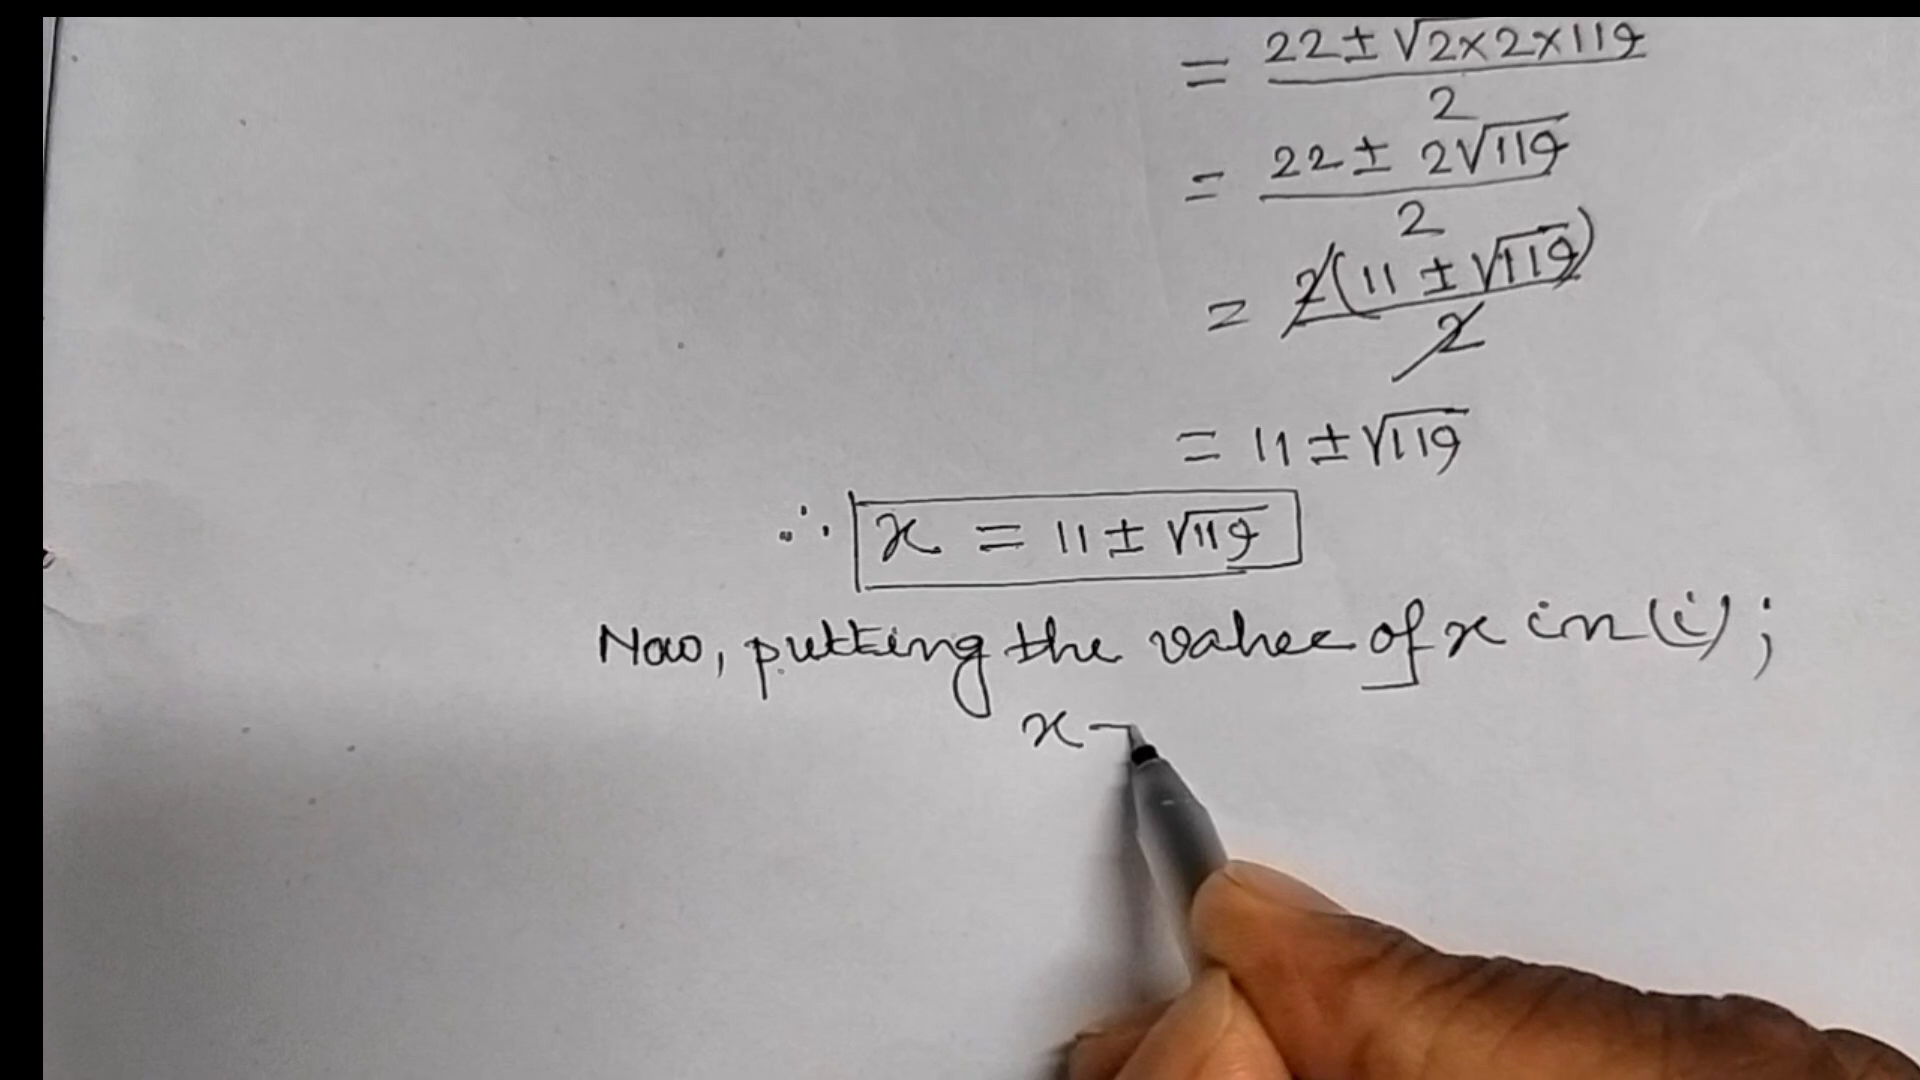 = 22 ± √2×2×119 / 2
= 22 ± 2√119 / 2
= 2(11 ± √119) / 2
= 11 ± √119
∴ x = 11 ± √119
Now, putting the value of x in (i);
x -